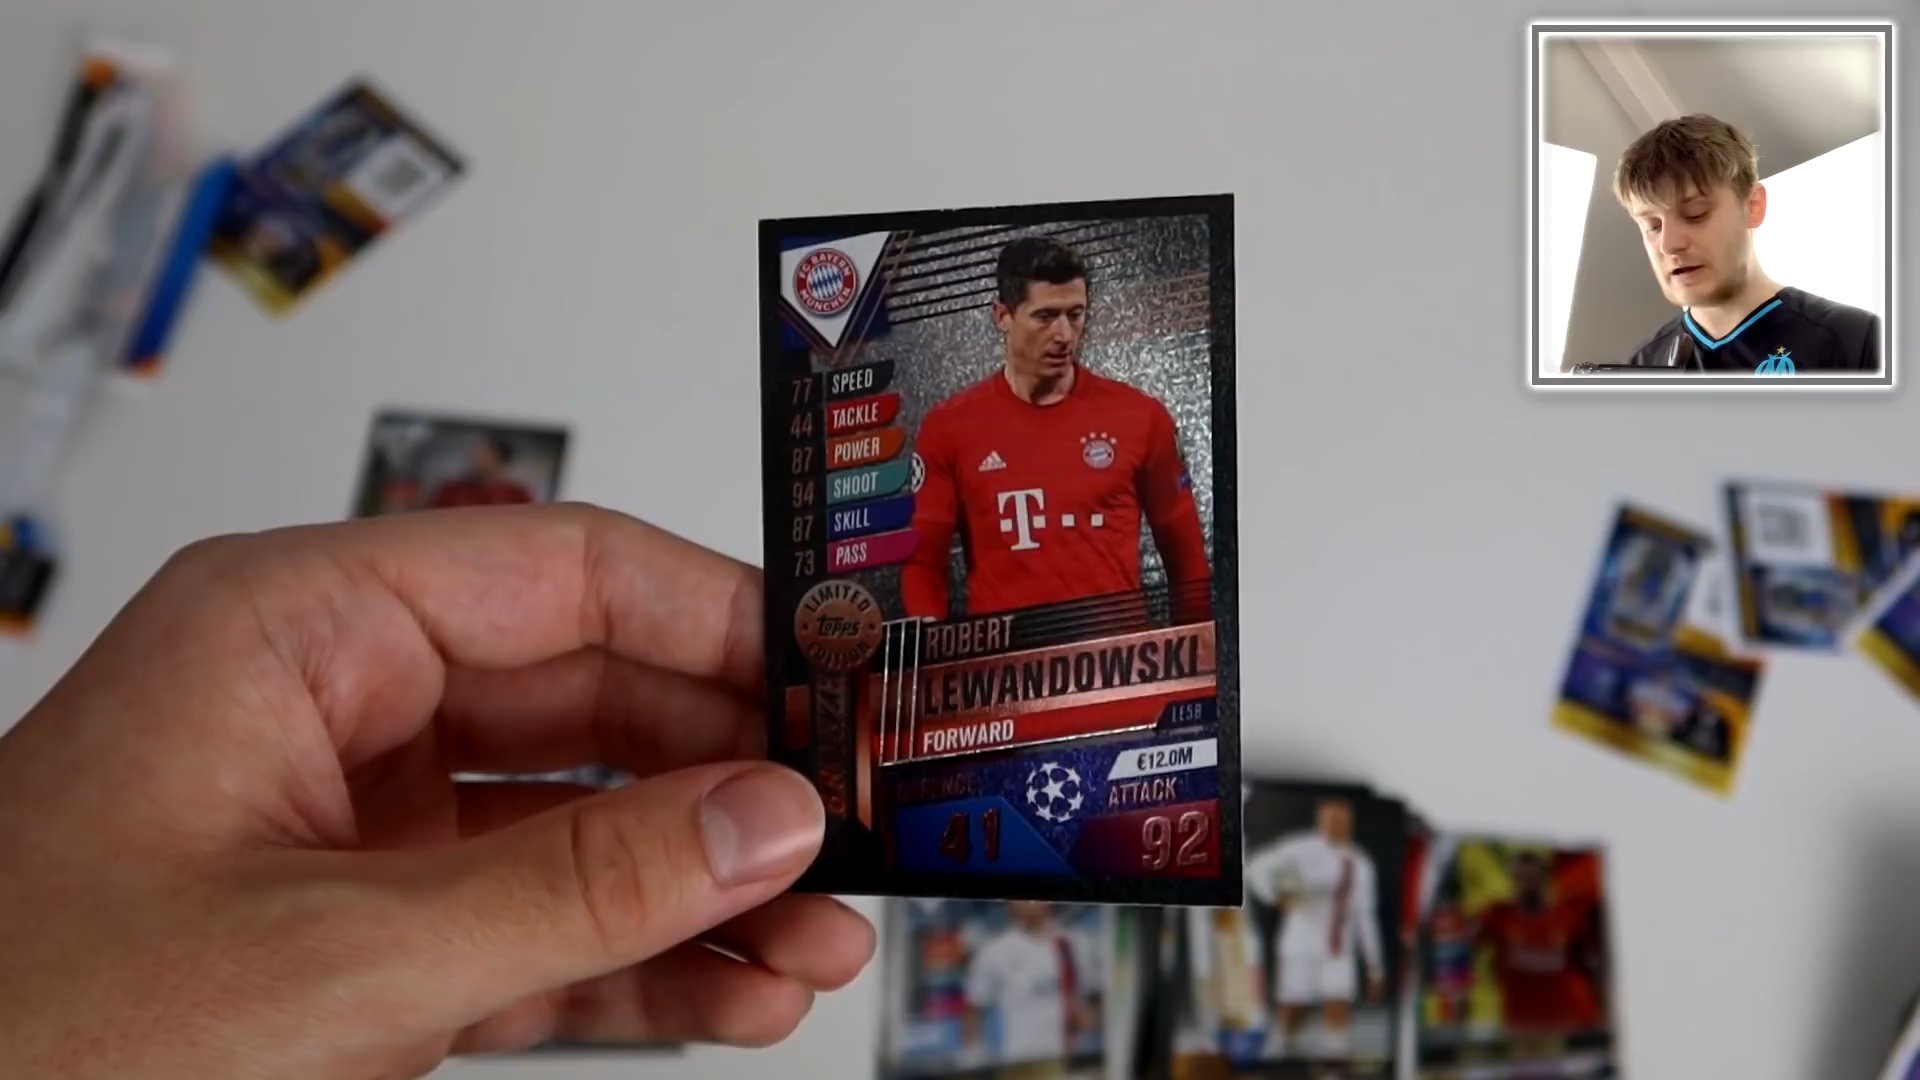 FC BAYERN
MÜNCHEN
77 SPEED
44 TACKLE
87 POWER
94 SHOOT
87 SKILL
73 PASS
T
LIMITED
Topps
EDITION
BRONZE
ROBERT
LEWANDOWSKI
FORWARD
LE5B
€12.0M
DEFENCE
41
ATTACK
92